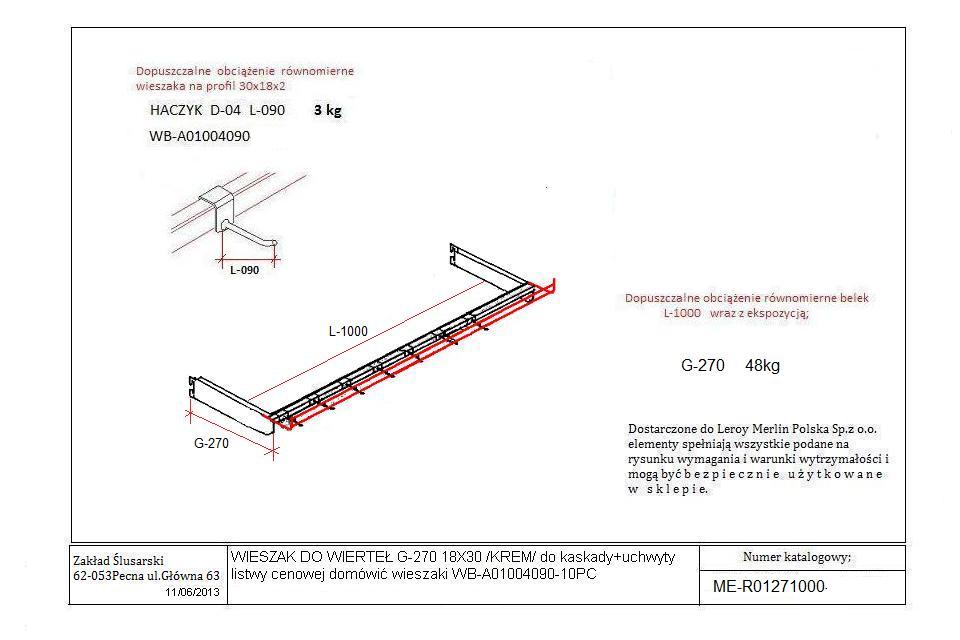 Dopuszczalne obciążenie równomierne
wieszaka na profil 30x18x2
HACZYK D-04 L-090 3 kg
WB-A01004090
L-090
L-1000
G-270
Dopuszczalne obciążenie równomierne belek
L-1000 wraz z ekspozycją;
G-270 48kg
Dostarczone do Leroy Merlin Polska Sp.z o.o.
elementy spełniają wszystkie podane na
rysunku wymagania i warunki wytrzymałości i
mogą być b e z p i e c z n i e u ż y t k o w a n e
w s k l e p i e.
Zakład Ślusarski
62-053Pecna ul.Główna 63
11/06/2013
WIESZAK DO WIERTEŁ G-270 18X30 /KREM/ do kaskady+uchwyty
listwy cenowej domówić wieszaki WB-A01004090-10PC
Numer katalogowy;
ME-R01271000